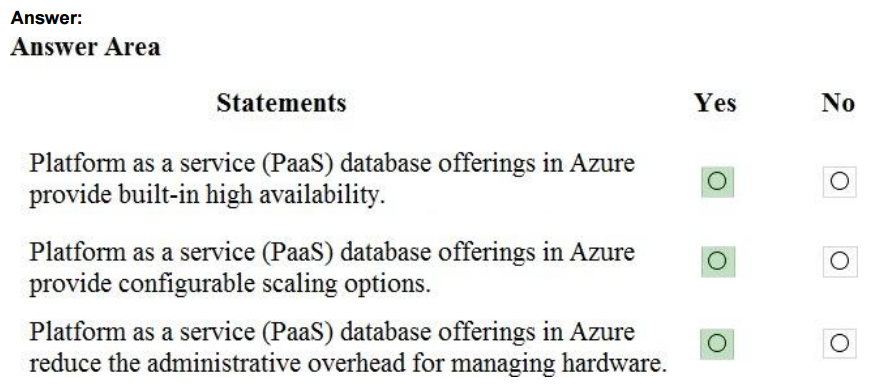 Answer:
Answer Area
Statements Yes No
Platform as a service (PaaS) database offerings in Azure
provide built-in high availability.
Platform as a service (PaaS) database offerings in Azure
provide configurable scaling options.
Platform as a service (PaaS) database offerings in Azure
reduce the administrative overhead for managing hardware.